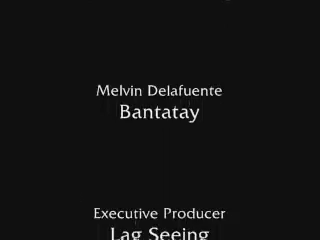 Melvin Delafuente
Bantatay
Executive Producer
Lag Seeing